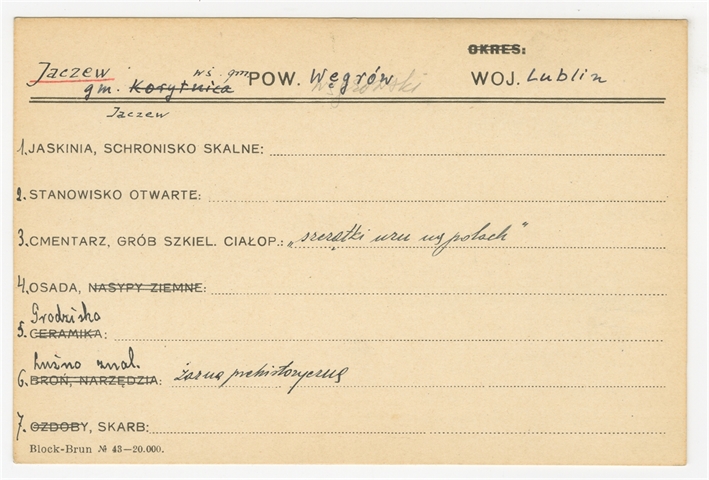 OKRES:
Jaczew wś. gm. POW. Węgrów WOJ. Lublin
gm. Korytnica
Jaczew
1. JASKINIA, SCHRONISKO SKALNE:
2. STANOWISKO OTWARTE:
3. CMENTARZ, GRÓB SZKIEL. CIAŁOP.: „szczątki urn na polach"
4. OSADA, NASYPY ZIEMNE:
Grodzisko
5. CERAMIKA:
Luźno znal.
6. BROŃ, NARZĘDZIA: żarna prehistoryczne
7. OZDOBY, SKARB:
Block-Brun № 43—20.000.